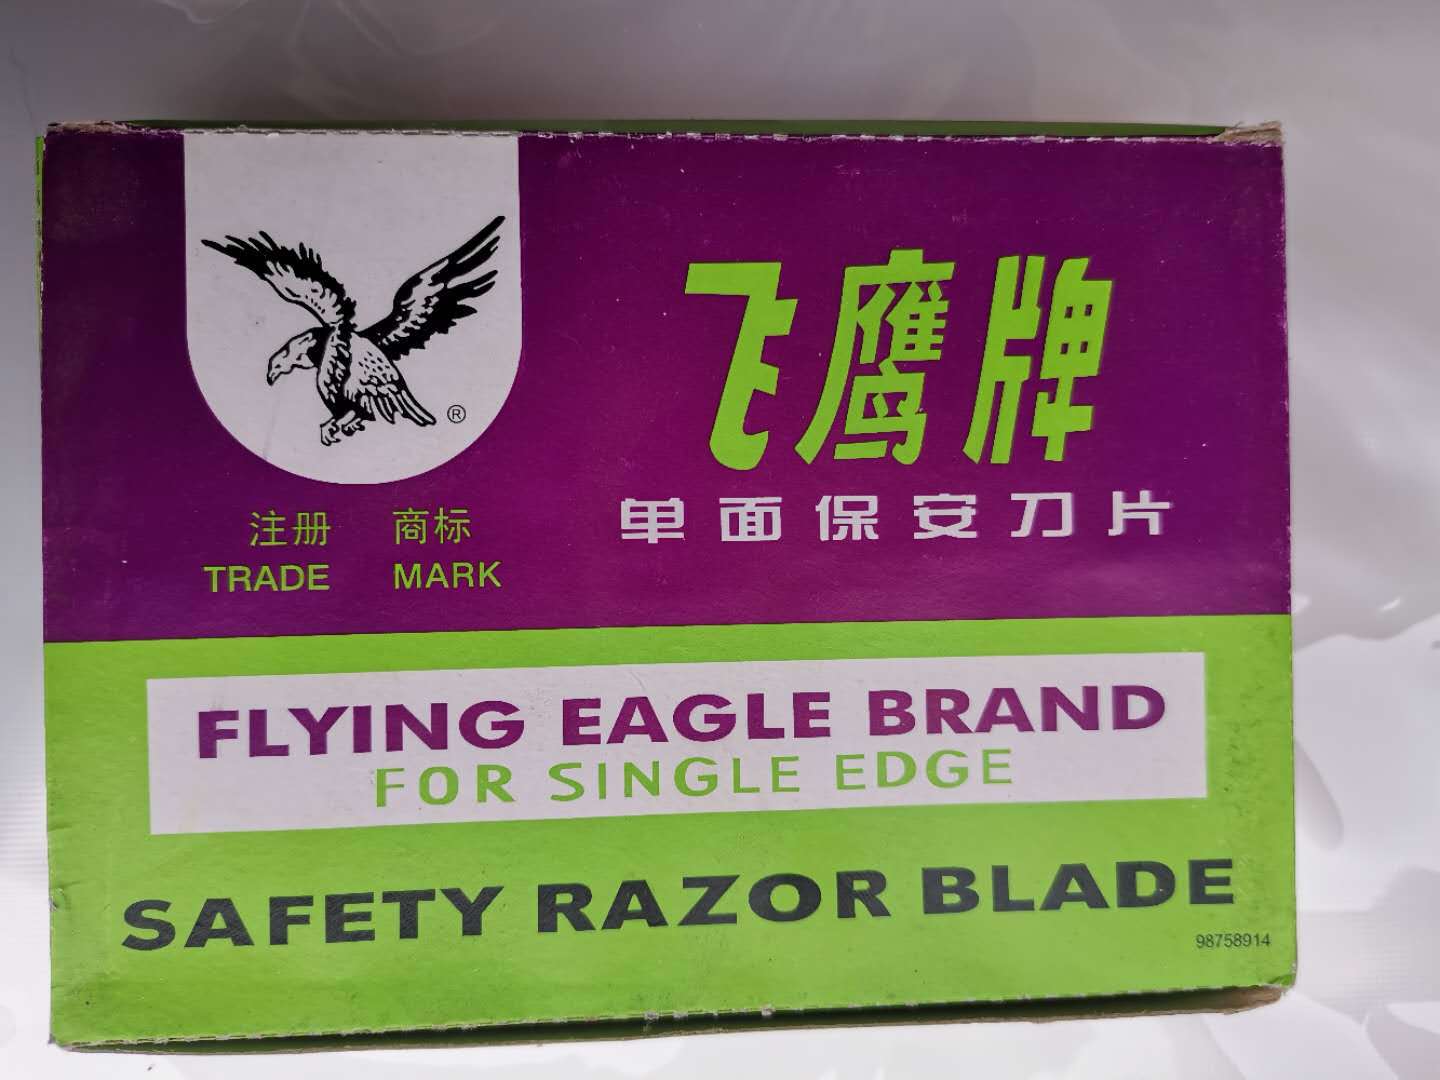 ®
飞鹰牌
单面保安刀片
注册 商标
TRADE MARK
FLYING EAGLE BRAND
FOR SINGLE EDGE
SAFETY RAZOR BLADE
98758914